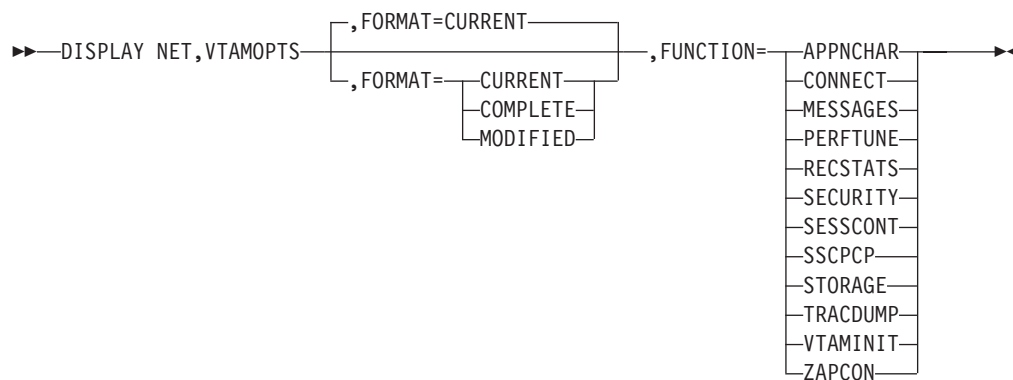 ,FORMAT=CURRENT
DISPLAY NET,VTAMOPTS ,FUNCTION= APPNCHAR
,FORMAT= CURRENT CONNECT
COMPLETE MESSAGES
MODIFIED PERFTUNE
RECSTATS
SECURITY
SESSCONT
SSCPCP
STORAGE
TRACDUMP
VTAMINIT
ZAPCON